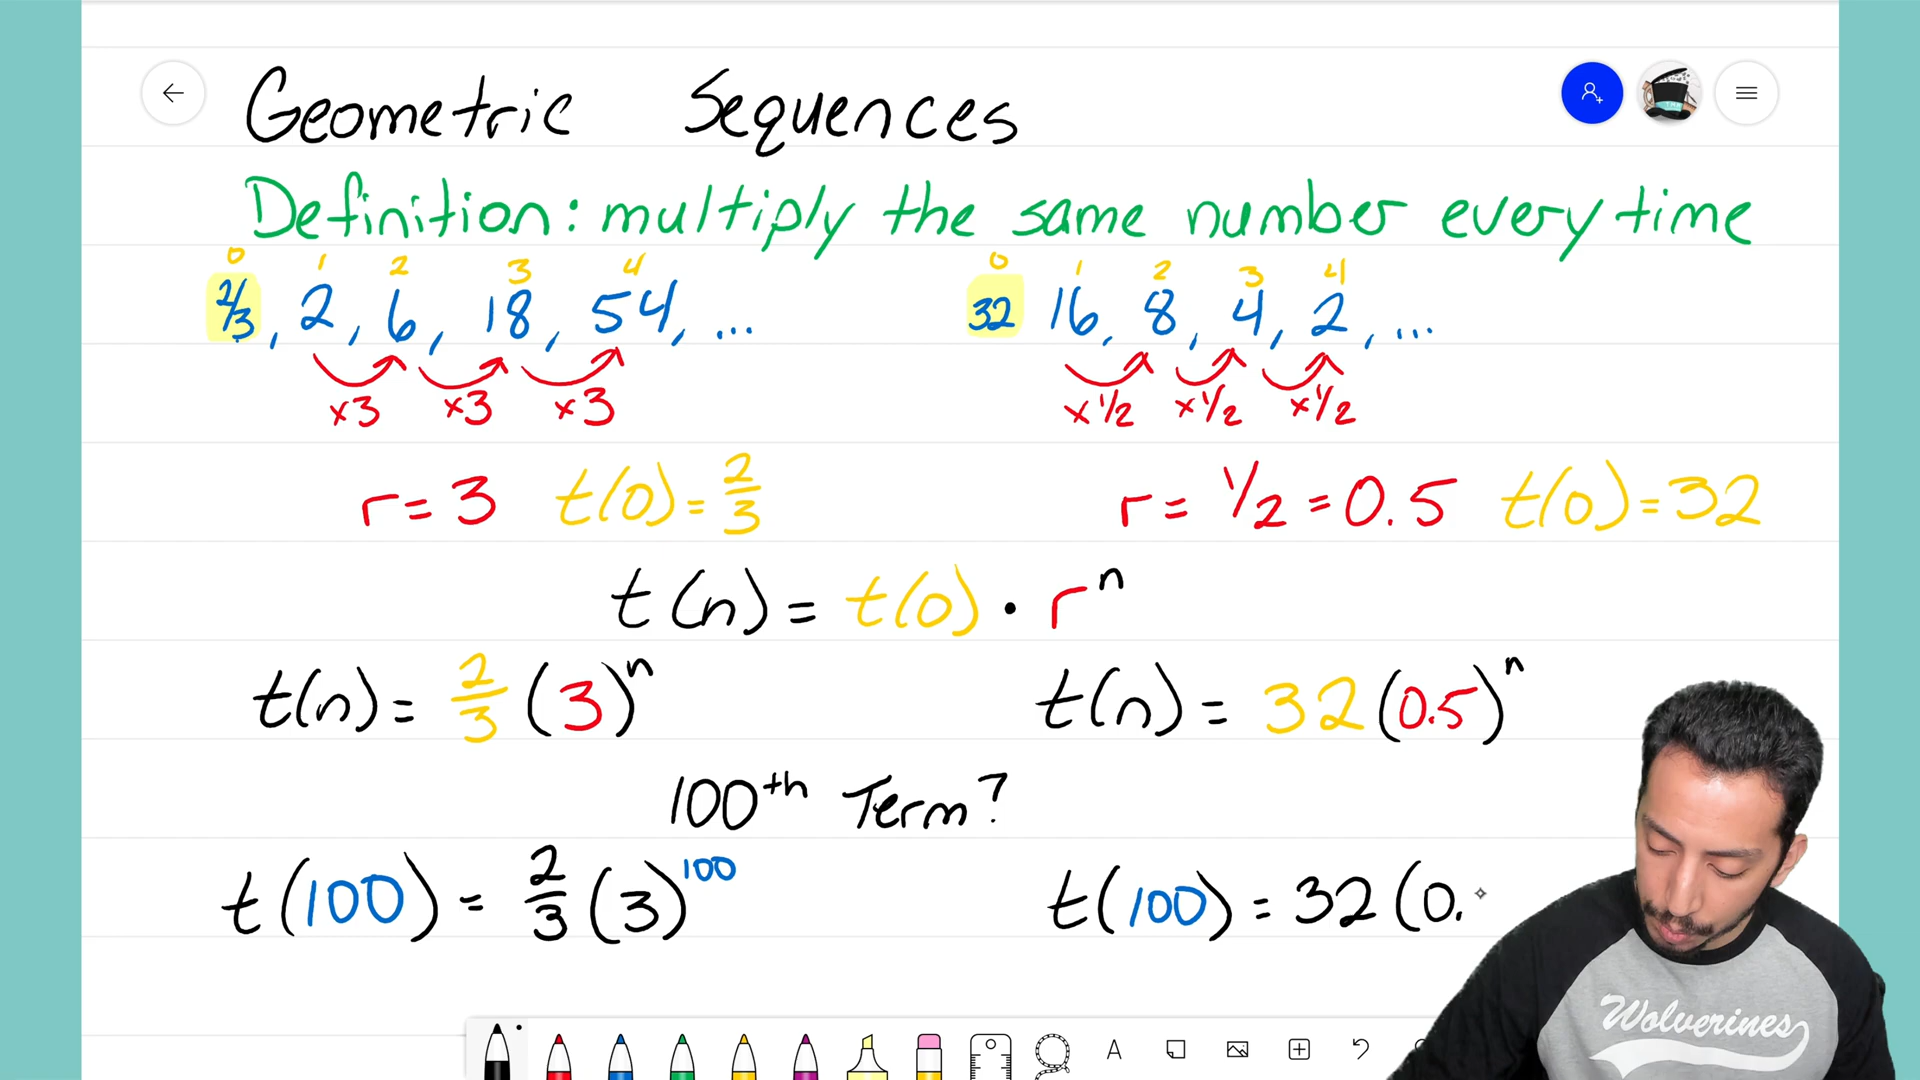 Geometric Sequences
Definition: multiply the same number every time
0 1 2 3 4
2/3, 2, 6, 18, 54, ...
×3 ×3 ×3
r = 3 t(0) = 2/3
0 1 2 3 4
32 16, 8, 4, 2, ...
×1/2 ×1/2 ×1/2
r = 1/2 = 0.5 t(0) = 32
t(n) = t(0) · r^n
t(n) = 2/3 (3)^n
t(n) = 32 (0.5)^n
100th Term?
t(100) = 2/3 (3)^100
t(100) = 32 (0.
A
Wolverines